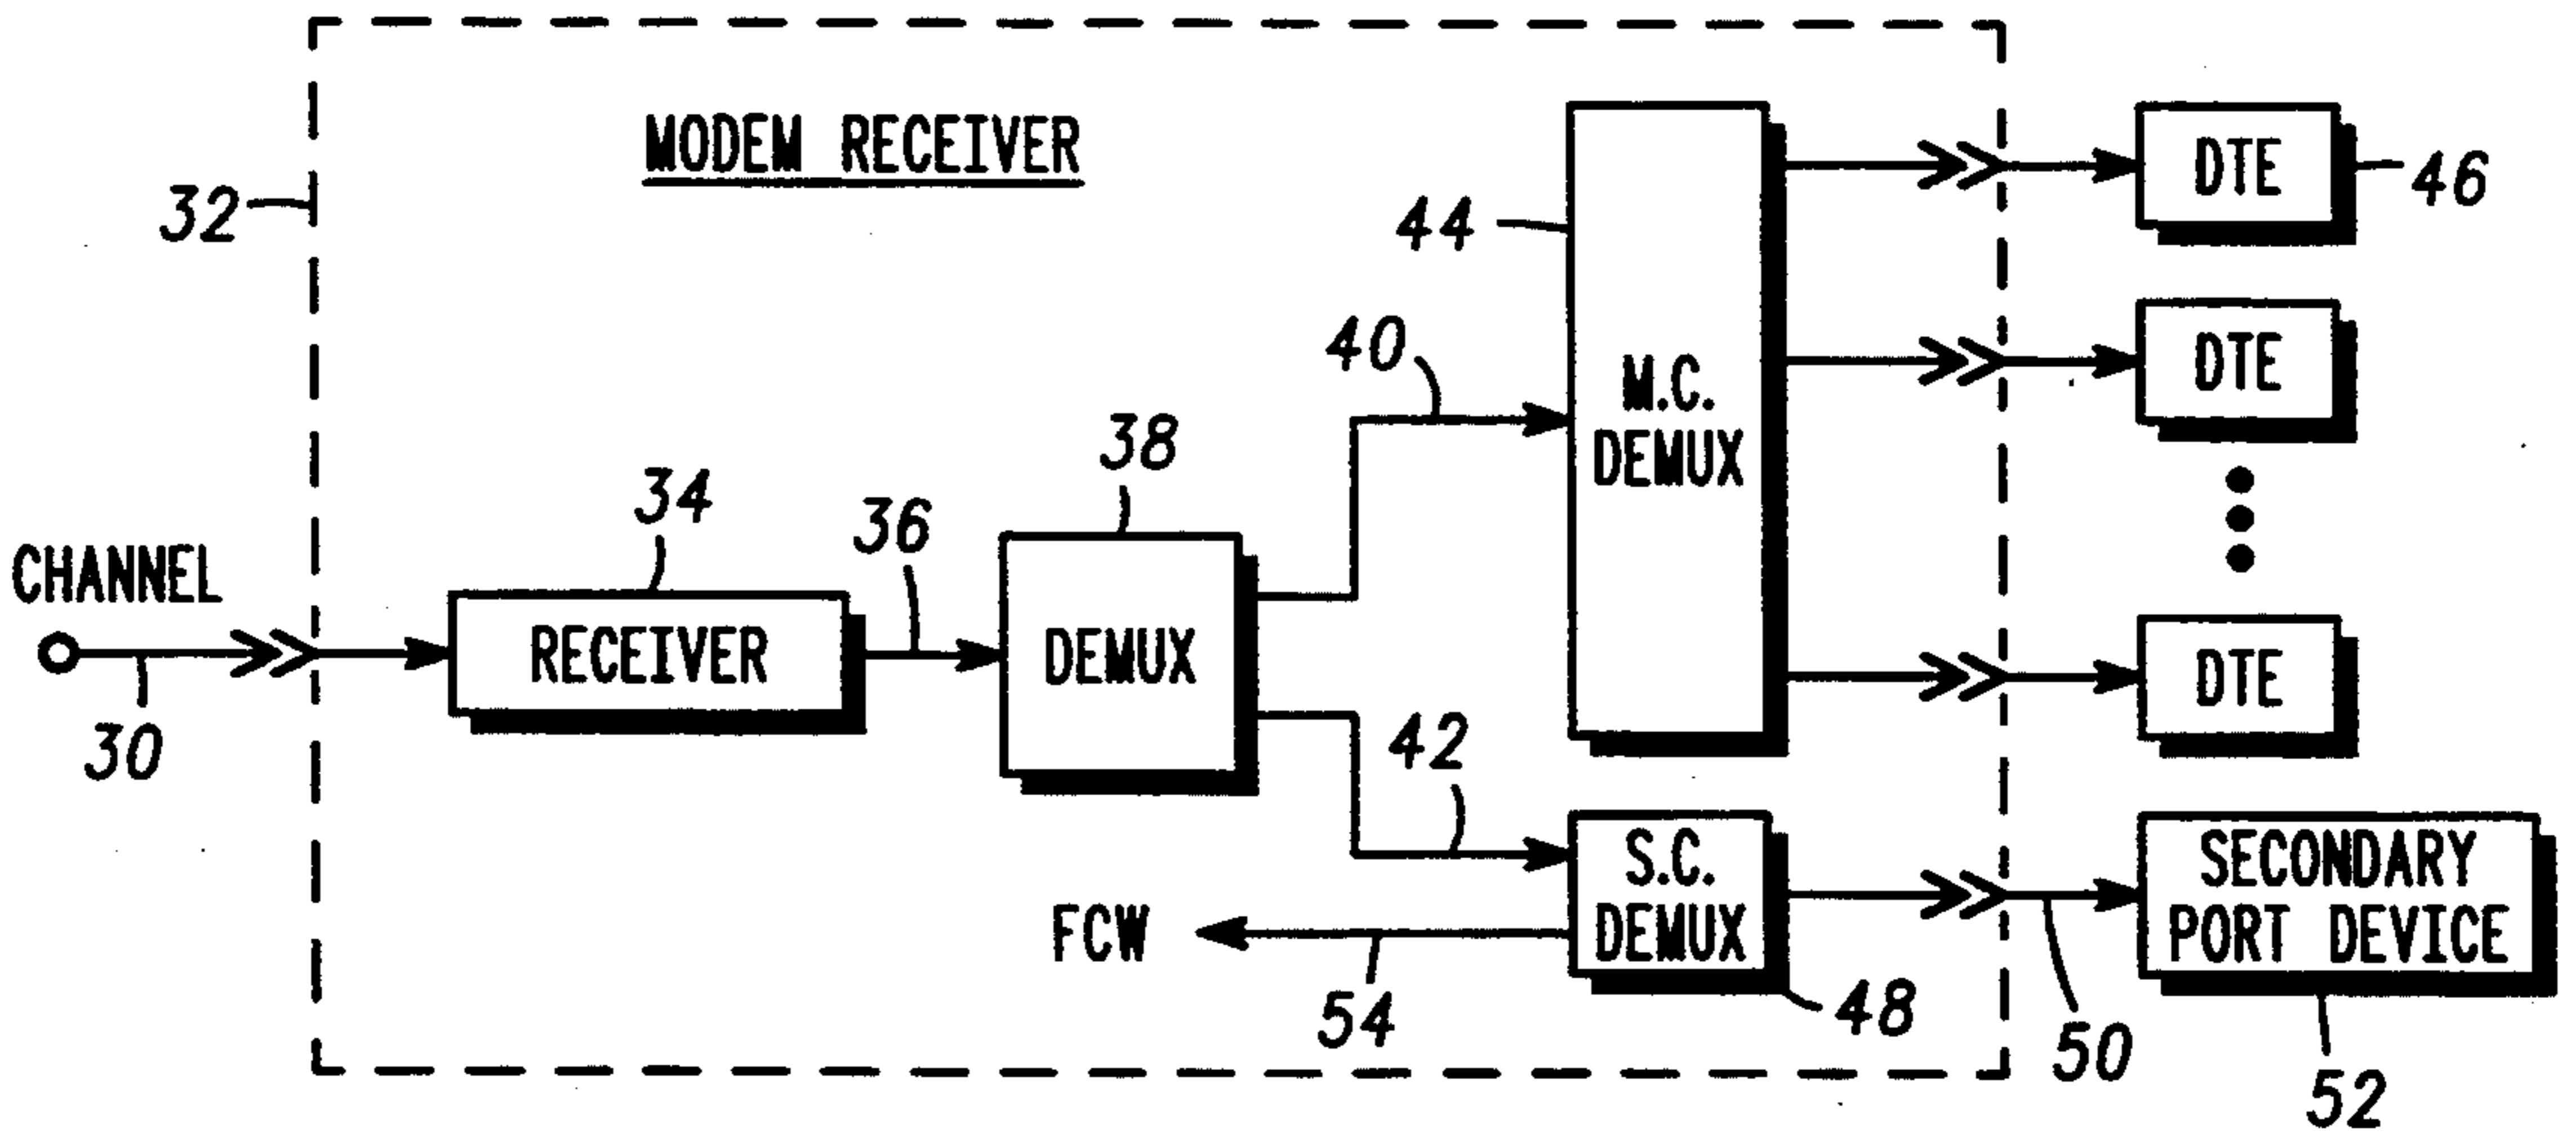 MODEM RECEIVER
32
44
DTE
46
40
DTE
M.C.
DEMUX
38
34
36
CHANNEL
RECEIVER
DEMUX
DTE
30
42
S.C.
DEMUX
SECONDARY
PORT DEVICE
FCW
54
48
50
52